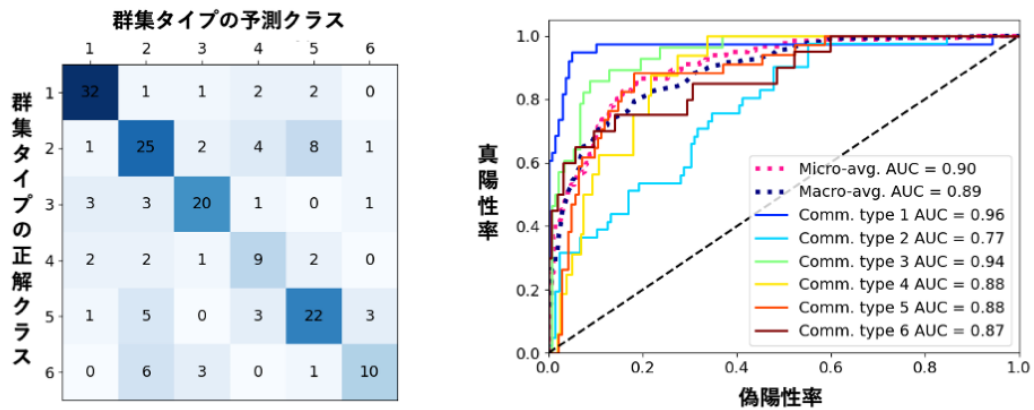 群集タイプの予測クラス
1 2 3 4 5 6
群集タイプの正解クラス
1 32 1 1 2 2 0
2 1 25 2 4 8 1
3 3 3 20 1 0 1
4 2 2 1 9 2 0
5 1 5 0 3 22 3
6 0 6 3 0 1 10
真陽性率
1.0
0.8
0.6
0.4
0.2
0.0
Micro-avg. AUC = 0.90
Macro-avg. AUC = 0.89
Comm. type 1 AUC = 0.96
Comm. type 2 AUC = 0.77
Comm. type 3 AUC = 0.94
Comm. type 4 AUC = 0.88
Comm. type 5 AUC = 0.88
Comm. type 6 AUC = 0.87
0.0 0.2 0.4 0.6 0.8 1.0
偽陽性率